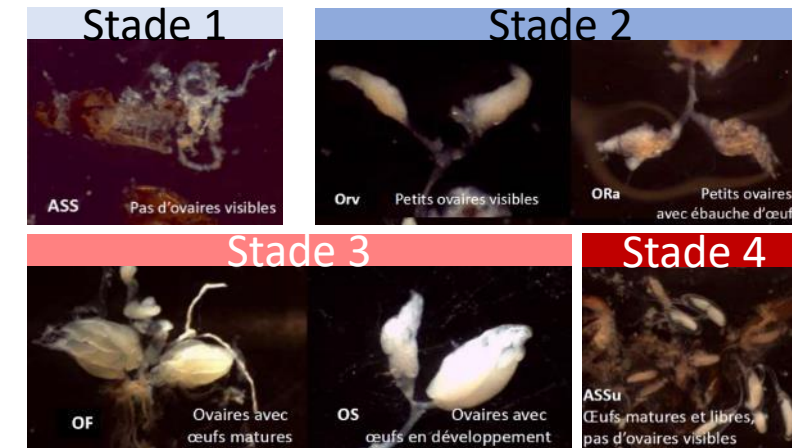 Stade 1
Stade 2
ASS
Pas d'ovaires visibles
Orv
Petits ovaires visibles
ORa
Petits ovaires
avec ébauche d'œuf
Stade 3
Stade 4
OF
Ovaires avec
œufs matures
OS
Ovaires avec
œufs en développement
ASSu
Œufs matures et libres,
pas d'ovaires visibles